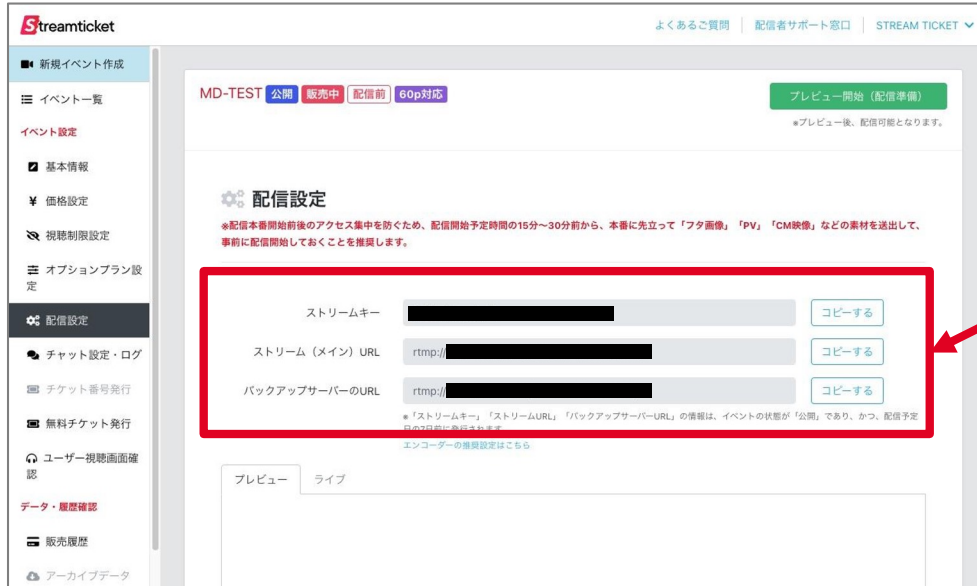 Streamticket
よくあるご質問
配信者サポート窓口
STREAM TICKET
新規イベント作成
イベント一覧
イベント設定
基本情報
価格設定
視聴制限設定
オプションプラン設
定
配信設定
チャット設定・ログ
チケット番号発行
無料チケット発行
ユーザー視聴画面確
認
データ・履歴確認
販売履歴
アーカイブデータ
MD-TEST 公開 販売中 配信前 60p対応
プレビュー開始（配信準備）
※プレビュー後、配信可能となります。
配信設定
※配信本番開始前後のアクセス集中を防ぐため、配信開始予定時間の15分〜30分前から、本番に先立って「フタ画像」「PV」「CM映像」などの素材を送出して、
事前に配信開始しておくことを推奨します。
ストリームキー
コピーする
ストリーム（メイン）URL
rtmp://
コピーする
バックアップサーバーのURL
rtmp://
コピーする
※「ストリームキー」「ストリームURL」「バックアップサーバーURL」の情報は、イベントの状態が「公開」であり、かつ、配信予定
日の7日前に発行されます
エンコーダーの推奨設定はこちら
プレビュー
ライブ